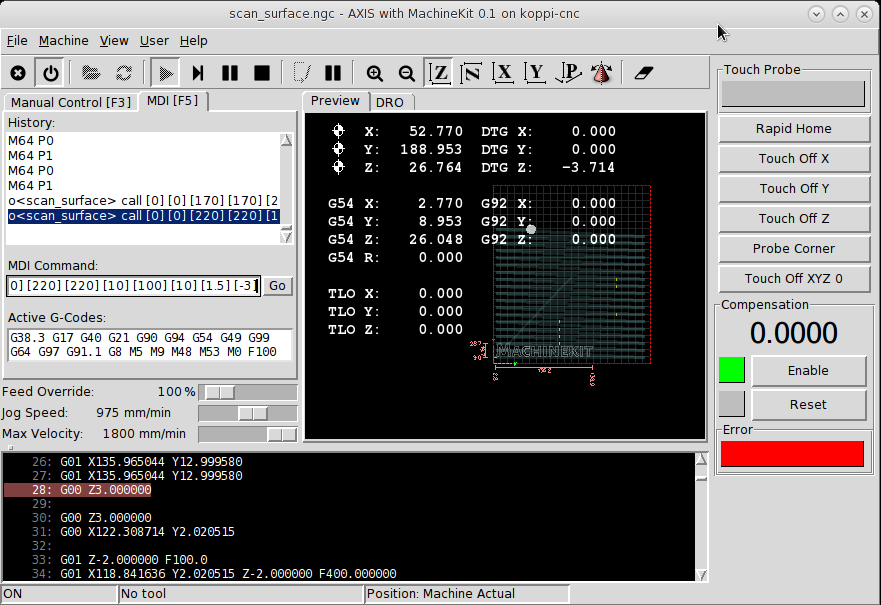 scan_surface.ngc - AXIS with MachineKit 0.1 on koppi-cnc
File Machine View User Help
Manual Control [F3] MDI [F5]
History:
M64 P0
M64 P1
M64 P0
M64 P1
o<scan_surface> call [0] [0] [170] [170] [2
o<scan_surface> call [0] [0] [220] [220] [1
MDI Command:
0] [220] [220] [10] [100] [10] [1.5] [-3] Go
Active G-Codes:
G38.3 G17 G40 G21 G90 G94 G54 G49 G99
G64 G97 G91.1 G8 M5 M9 M48 M53 M0 F100
Feed Override: 100%
Jog Speed: 975 mm/min
Max Velocity: 1800 mm/min
Preview DRO
X: 52.770 DTG X: 0.000
Y: 188.953 DTG Y: 0.000
Z: 26.764 DTG Z: -3.714
G54 X: 2.770 G92 X: 0.000
G54 Y: 8.953 G92 Y: 0.000
G54 Z: 26.048 G92 Z: 0.000
G54 R: 0.000
TLO X: 0.000
TLO Y: 0.000
TLO Z: 0.000
MACHINEKIT
Touch Probe
Rapid Home
Touch Off X
Touch Off Y
Touch Off Z
Probe Corner
Touch Off XYZ 0
Compensation
0.0000
Enable
Reset
Error
26: G01 X135.965044 Y12.999580
27: G01 X135.965044 Y12.999580
28: G00 Z3.000000
29:
30: G00 Z3.000000
31: G00 X122.308714 Y2.020515
32:
33: G01 Z-2.000000 F100.0
34: G01 X118.841636 Y2.020515 Z-2.000000 F400.000000
ON No tool Position: Machine Actual